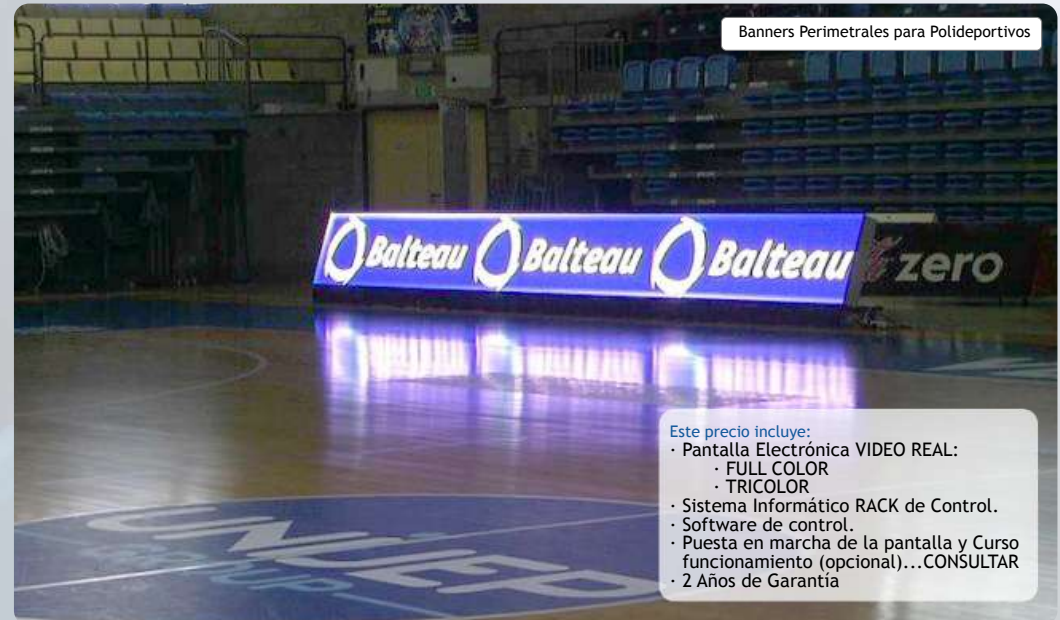 Banners Perimetrales para Polideportivos
Balteau Balteau Balteau
zero
Este precio incluye:
· Pantalla Electrónica VIDEO REAL:
· FULL COLOR
· TRICOLOR
· Sistema Informático RACK de Control.
· Software de control.
· Puesta en marcha de la pantalla y Curso
funcionamiento (opcional)...CONSULTAR
· 2 Años de Garantía